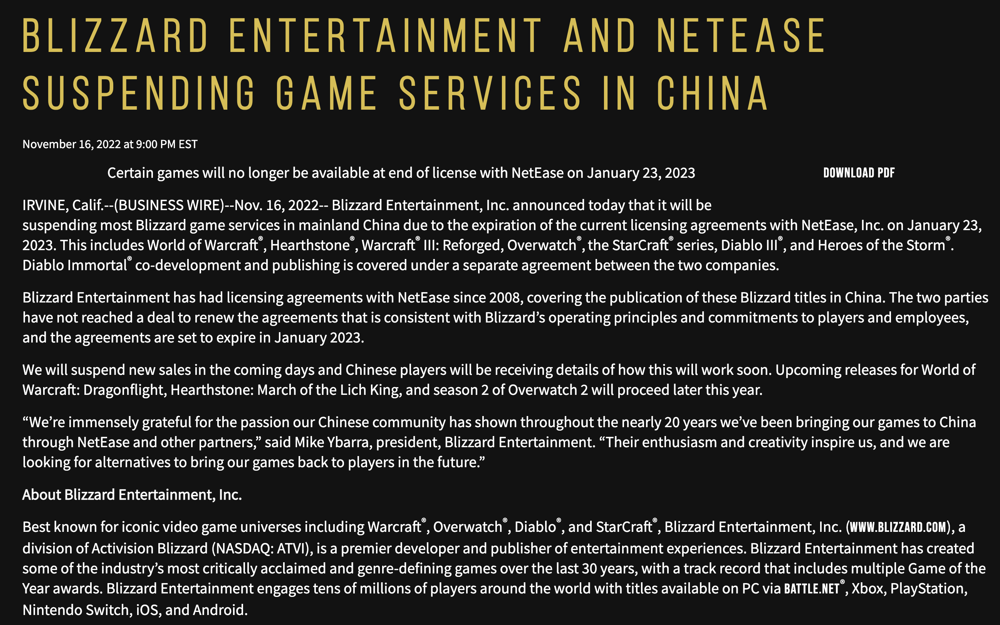 BLIZZARD ENTERTAINMENT AND NETEASE
SUSPENDING GAME SERVICES IN CHINA
November 16, 2022 at 9:00 PM EST
Certain games will no longer be available at end of license with NetEase on January 23, 2023
DOWNLOAD PDF
IRVINE, Calif.--(BUSINESS WIRE)--Nov. 16, 2022-- Blizzard Entertainment, Inc. announced today that it will be
suspending most Blizzard game services in mainland China due to the expiration of the current licensing agreements with NetEase, Inc. on January 23,
2023. This includes World of Warcraft®, Hearthstone®, Warcraft® III: Reforged, Overwatch®, the StarCraft® series, Diablo III®, and Heroes of the Storm®.
Diablo Immortal® co-development and publishing is covered under a separate agreement between the two companies.
Blizzard Entertainment has had licensing agreements with NetEase since 2008, covering the publication of these Blizzard titles in China. The two parties
have not reached a deal to renew the agreements that is consistent with Blizzard’s operating principles and commitments to players and employees,
and the agreements are set to expire in January 2023.
We will suspend new sales in the coming days and Chinese players will be receiving details of how this will work soon. Upcoming releases for World of
Warcraft: Dragonflight, Hearthstone: March of the Lich King, and season 2 of Overwatch 2 will proceed later this year.
“We’re immensely grateful for the passion our Chinese community has shown throughout the nearly 20 years we’ve been bringing our games to China
through NetEase and other partners,” said Mike Ybarra, president, Blizzard Entertainment. “Their enthusiasm and creativity inspire us, and we are
looking for alternatives to bring our games back to players in the future.”
About Blizzard Entertainment, Inc.
Best known for iconic video game universes including Warcraft®, Overwatch®, Diablo®, and StarCraft®, Blizzard Entertainment, Inc. (WWW.BLIZZARD.COM), a
division of Activision Blizzard (NASDAQ: ATVI), is a premier developer and publisher of entertainment experiences. Blizzard Entertainment has created
some of the industry’s most critically acclaimed and genre-defining games over the last 30 years, with a track record that includes multiple Game of the
Year awards. Blizzard Entertainment engages tens of millions of players around the world with titles available on PC via BATTLE.NET®, Xbox, PlayStation,
Nintendo Switch, iOS, and Android.